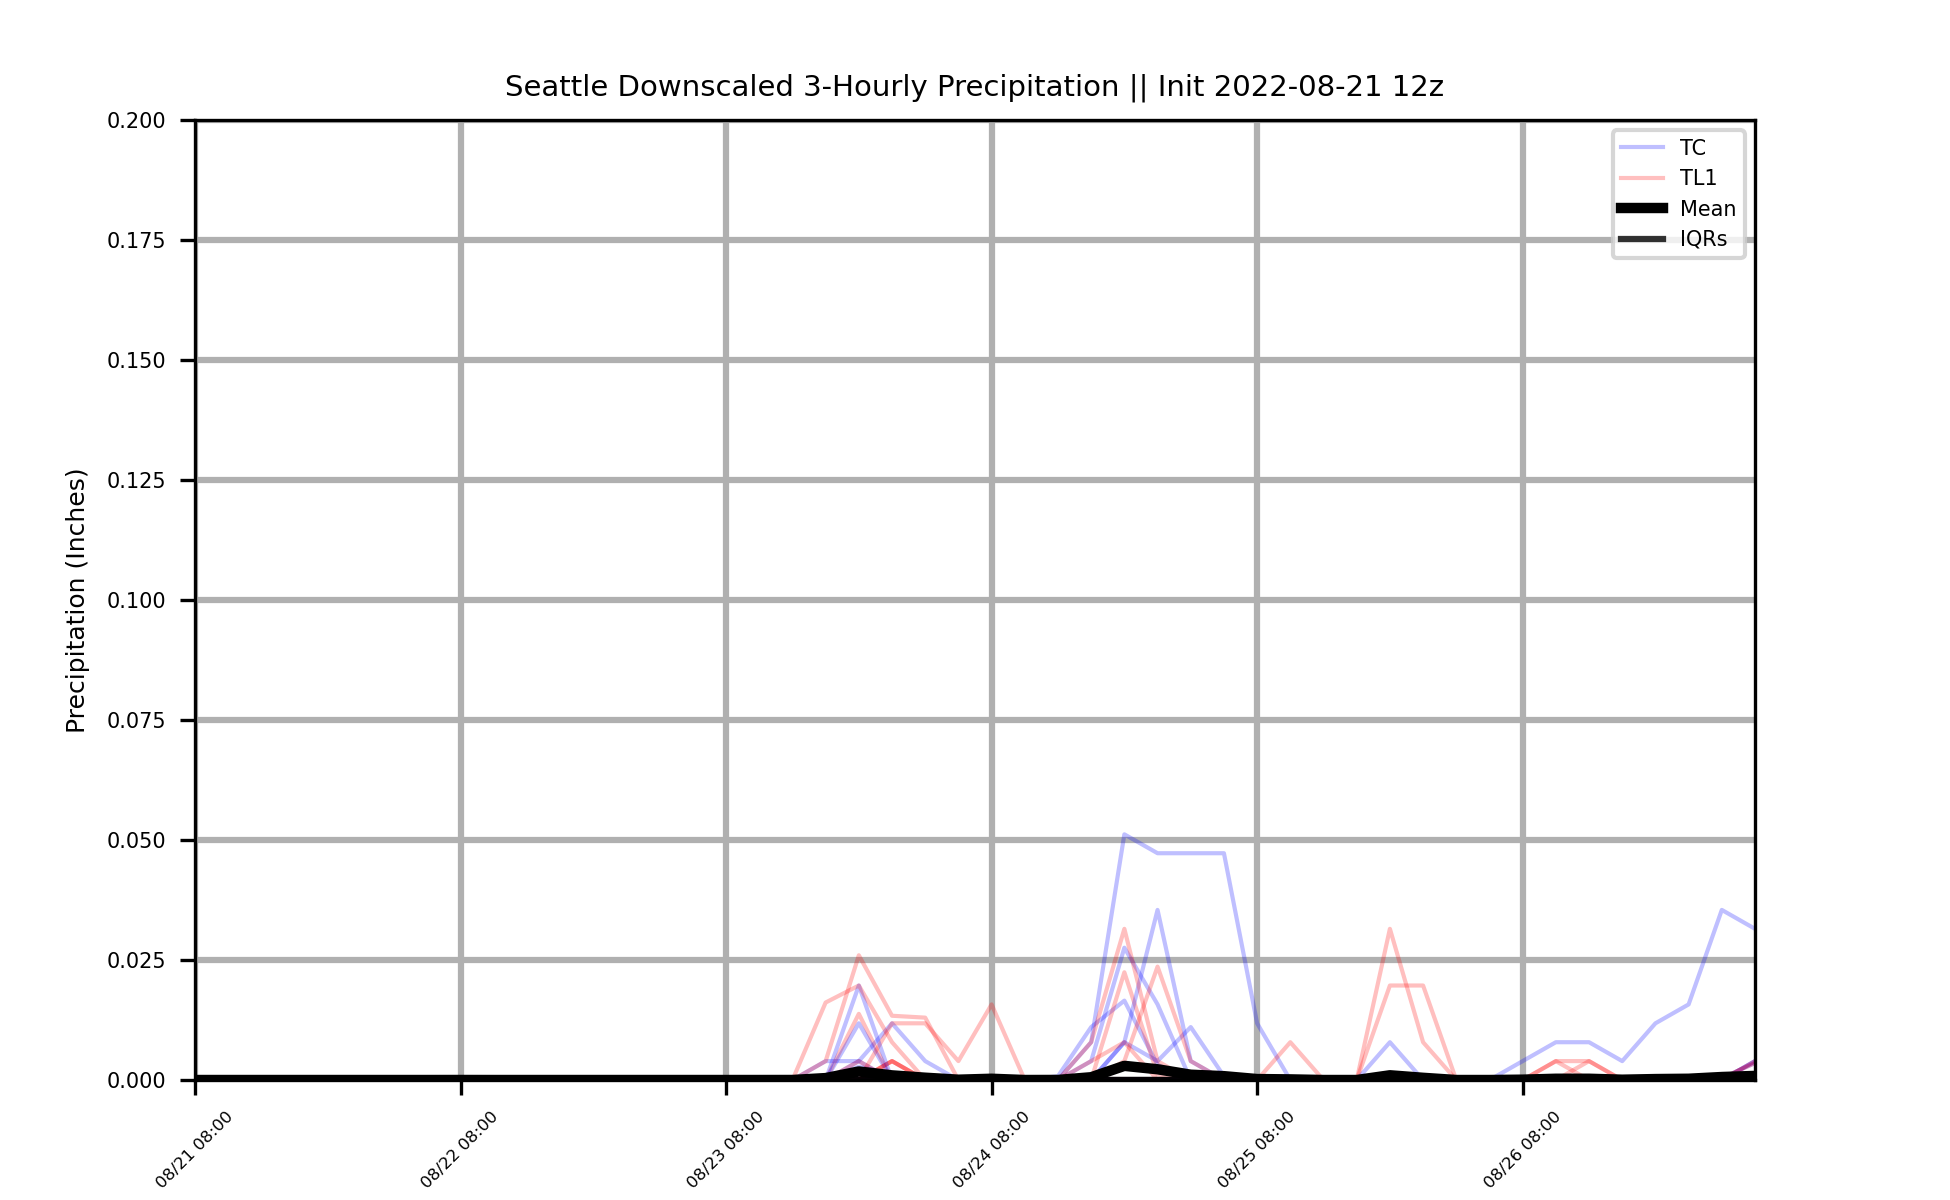 Seattle Downscaled 3-Hourly Precipitation || Init 2022-08-21 12z
TC
TL1
Mean
IQRs
Precipitation (Inches)
0.200
0.175
0.150
0.125
0.100
0.075
0.050
0.025
0.000
08/21 08:00
08/22 08:00
08/23 08:00
08/24 08:00
08/25 08:00
08/26 08:00